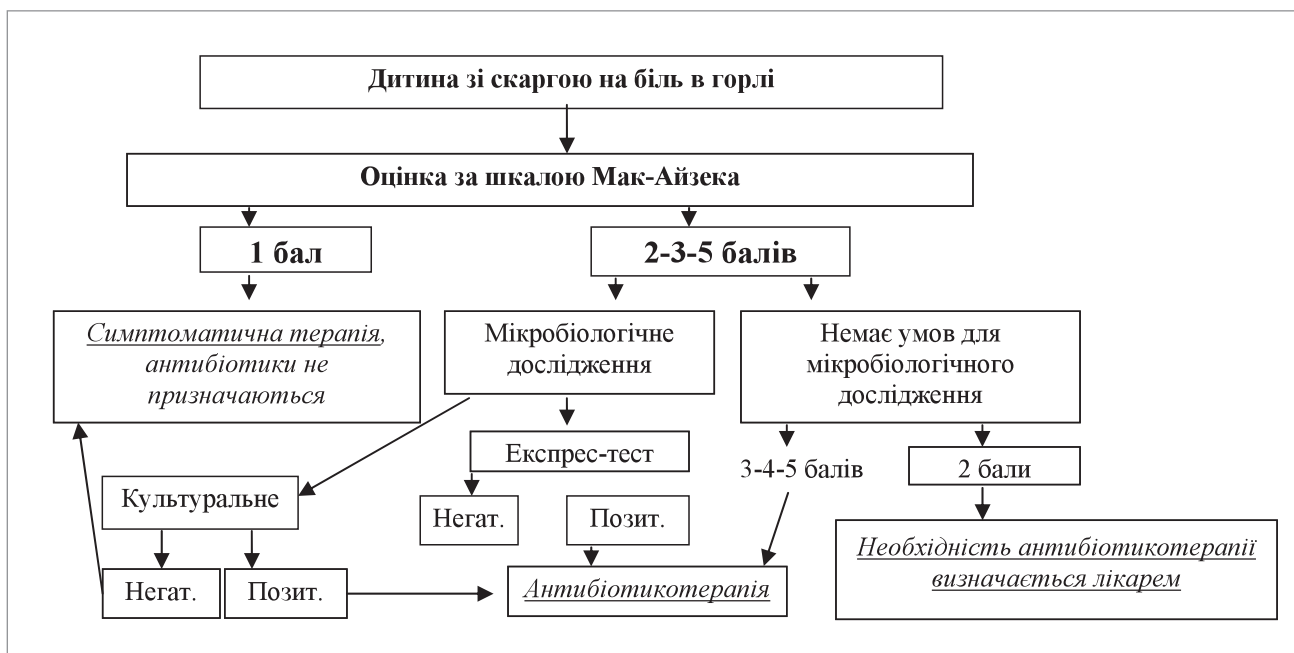 Дитина зі скаргою на біль в горлі
Оцінка за шкалою Мак-Айзека
1 бал
2-3-5 балів
Симптоматична терапія,
антибіотики не
призначаються
Мікробіологічне
дослідження
Немає умов для
мікробіологічного
дослідження
Експрес-тест
3-4-5 балів
2 бали
Культуральне
Негат.
Позит.
Необхідність антибіотикотерапії
визначається лікарем
Негат.
Позит.
Антибіотикотерапія